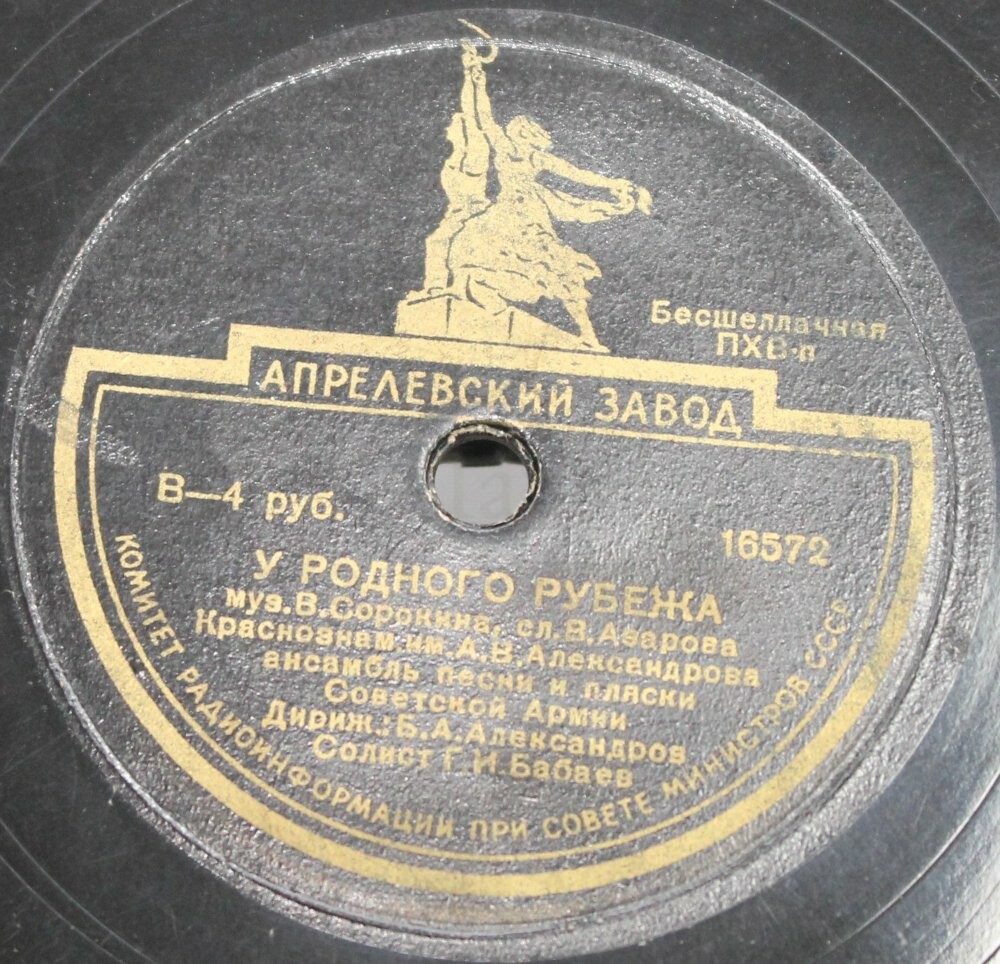 Бесшеллачная
ПХВ-п
АПРЕЛЕВСКИЙ ЗАВОД
В—4 руб.
16572
У РОДНОГО РУБЕЖА
муз. В. Сорокина, сл. В. Азарова
Краснознам. им. А. В. Александрова
ансамбль песни и пляски
Советской Армии
Дириж.: Б. А. Александров
Солист Г. И. Бабаев
КОМИТЕТ РАДИОИНФОРМАЦИИ ПРИ СОВЕТЕ МИНИСТРОВ СССР